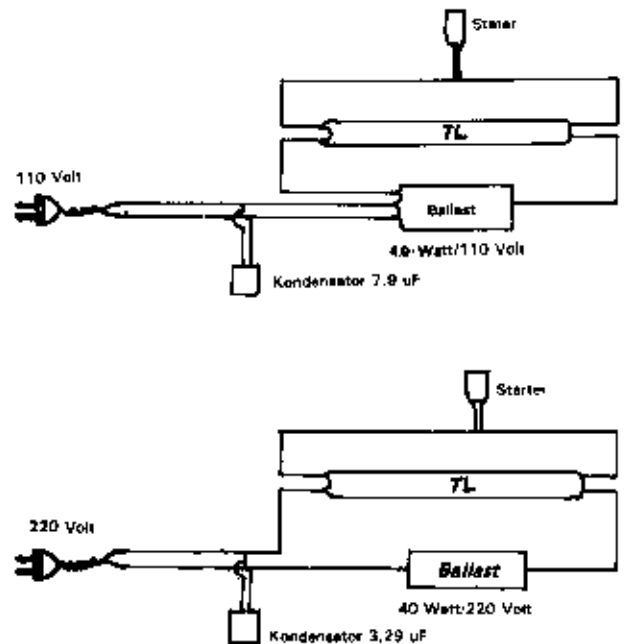 Starter
TL
110 Volt
Ballast
40 Watt/110 Volt
Kondensator 7.9 uF
Starter
TL
220 Volt
Ballast
40 Watt/220 Volt
Kondensator 3,29 uF